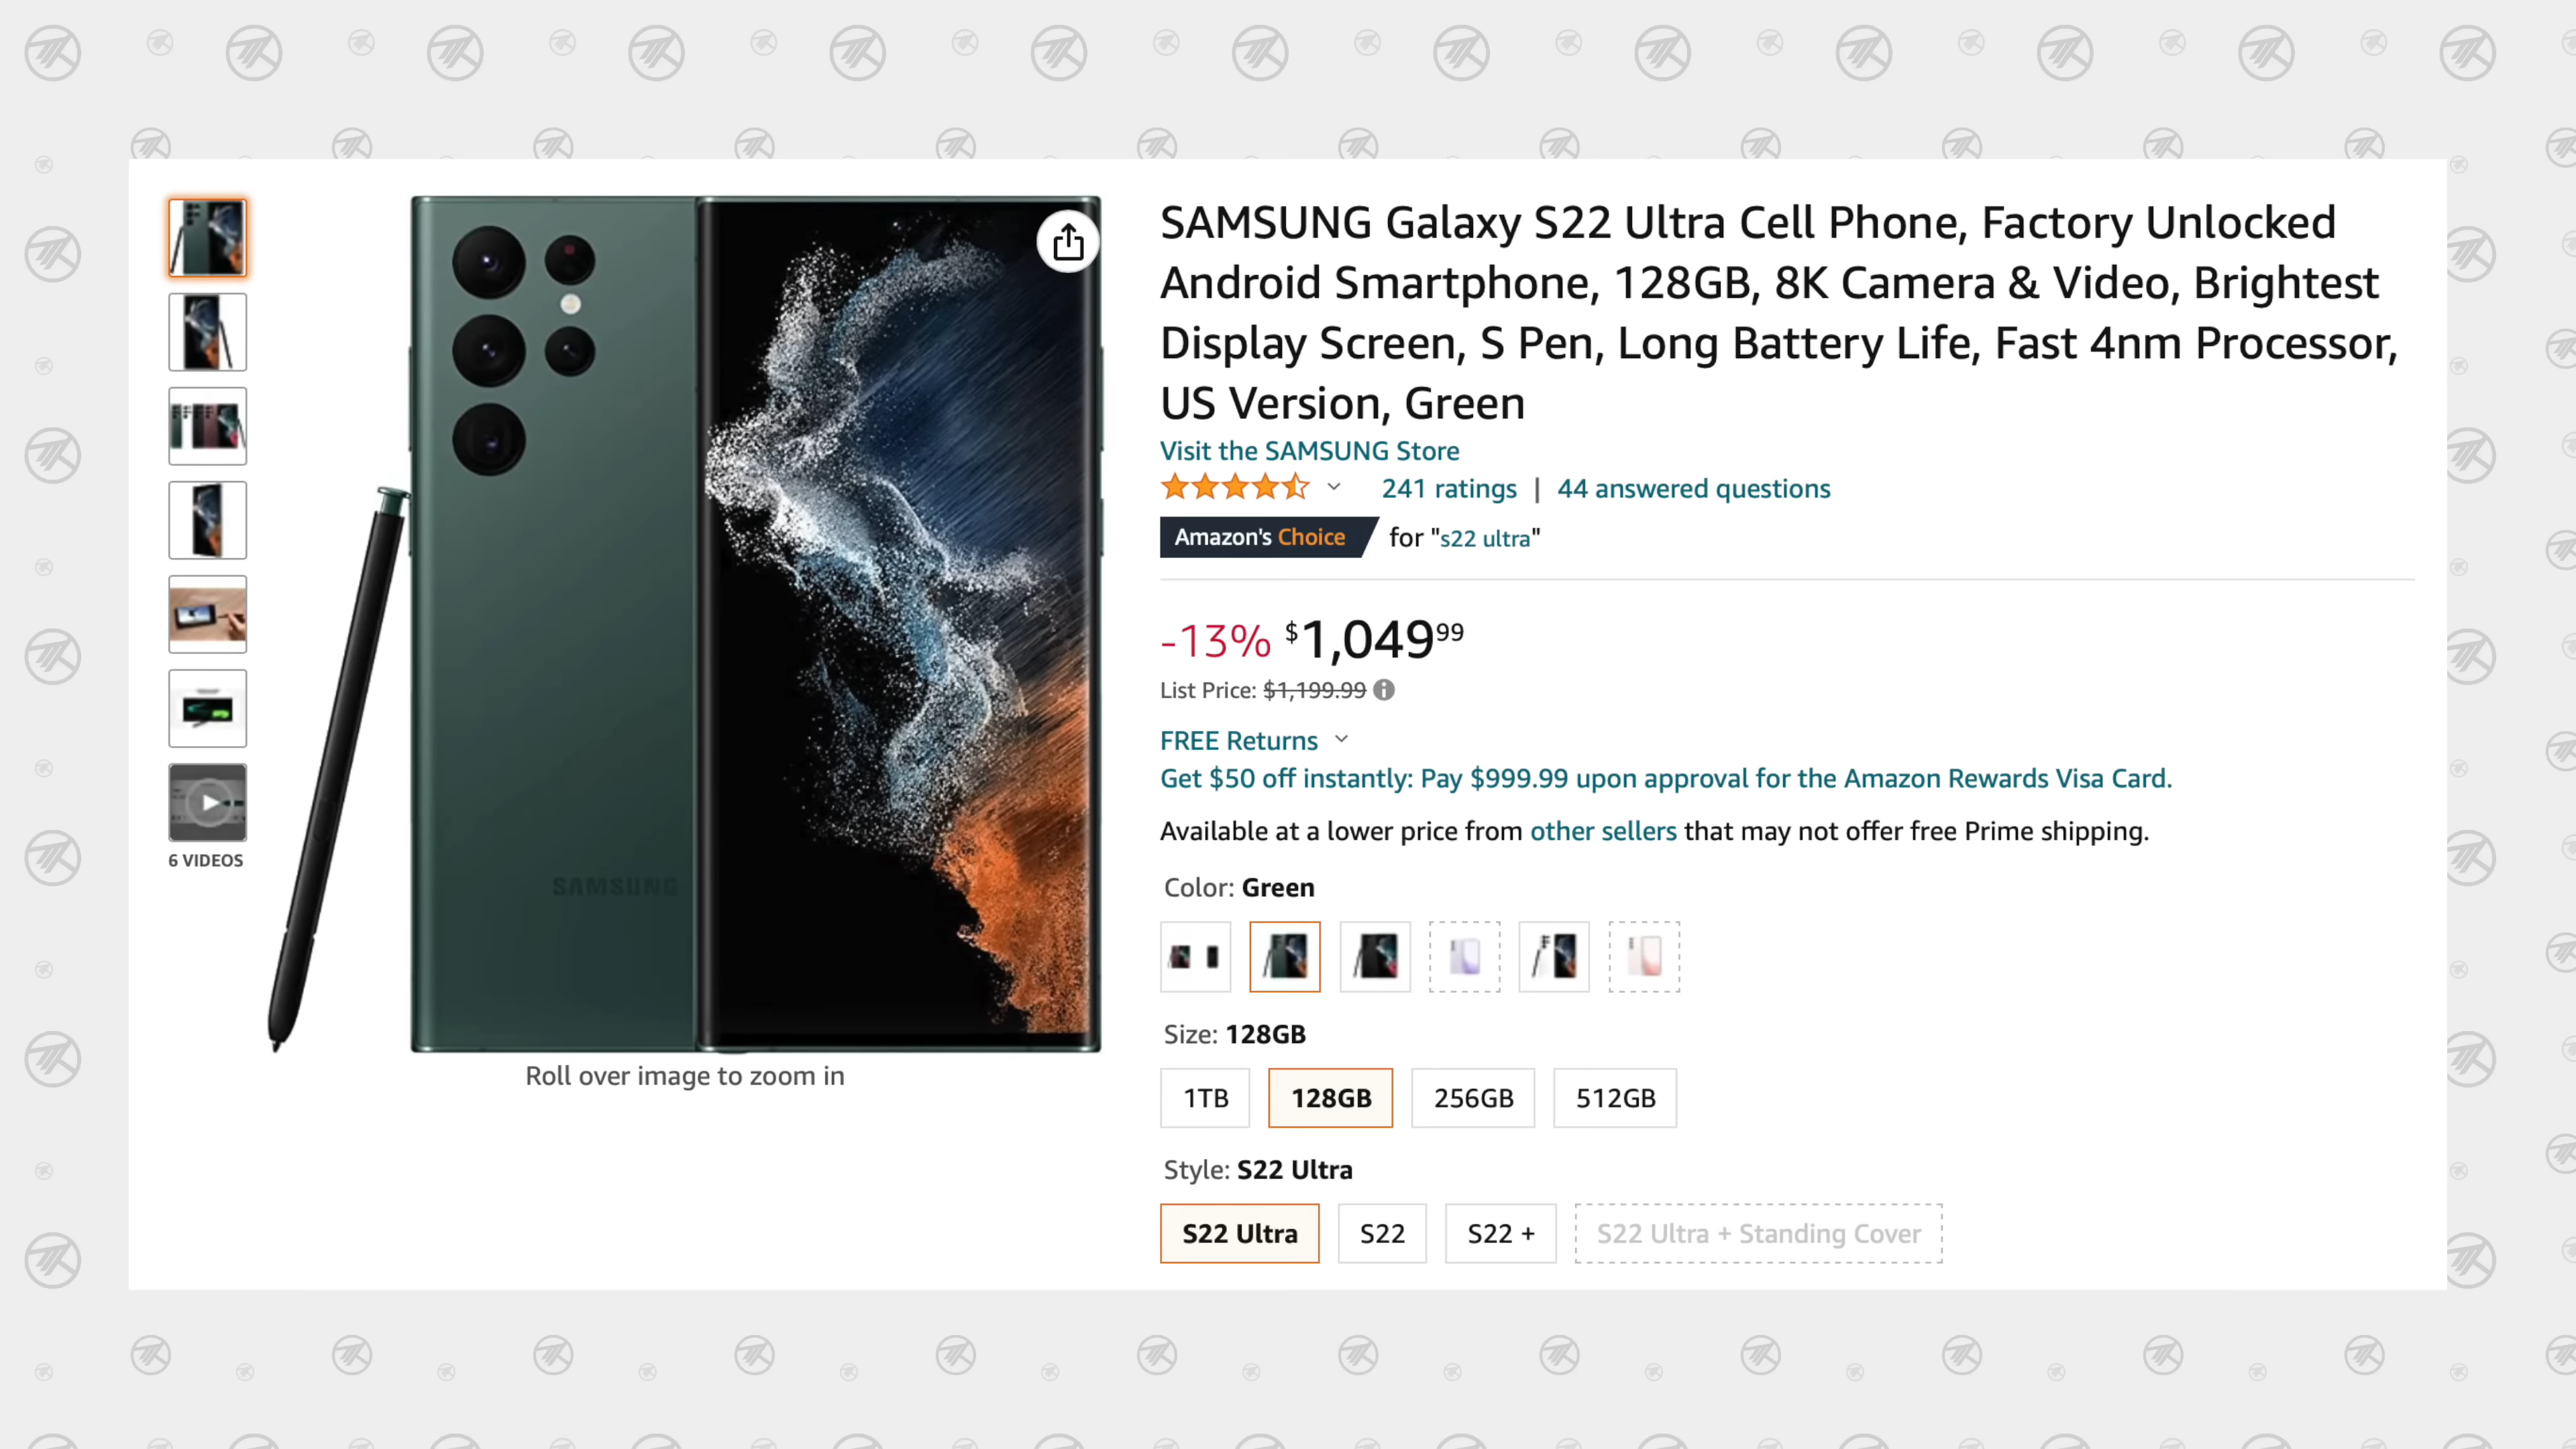 SAMSUNG Galaxy S22 Ultra Cell Phone, Factory Unlocked
Android Smartphone, 128GB, 8K Camera & Video, Brightest
Display Screen, S Pen, Long Battery Life, Fast 4nm Processor,
US Version, Green
Visit the SAMSUNG Store
241 ratings | 44 answered questions
Amazon's Choice for "s22 ultra"
-13% $1,049 99
List Price: $1,199.99
FREE Returns
Get $50 off instantly: Pay $999.99 upon approval for the Amazon Rewards Visa Card.
Available at a lower price from other sellers that may not offer free Prime shipping.
Color: Green
Size: 128GB
1TB 128GB 256GB 512GB
Style: S22 Ultra
S22 Ultra S22 S22 + S22 Ultra + Standing Cover
6 VIDEOS
SAMSUNG
Roll over image to zoom in